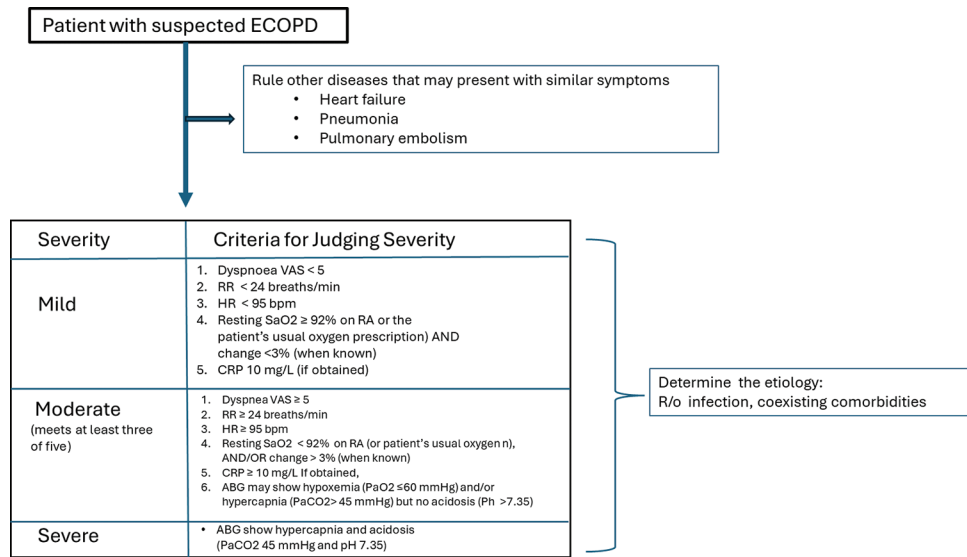 Patient with suspected ECOPD
Rule other diseases that may present with similar symptoms
• Heart failure
• Pneumonia
• Pulmonary embolism
Severity
Criteria for Judging Severity
Mild
1. Dyspnoea VAS < 5
2. RR < 24 breaths/min
3. HR < 95 bpm
4. Resting SaO2 ≥ 92% on RA or the
patient's usual oxygen prescription) AND
change <3% (when known)
5. CRP 10 mg/L (if obtained)
Moderate
(meets at least three
of five)
1. Dyspnea VAS ≥ 5
2. RR ≥ 24 breaths/min
3. HR ≥ 95 bpm
4. Resting SaO2 < 92% on RA (or patient's usual oxygen n),
AND/OR change > 3% (when known)
5. CRP ≥ 10 mg/L If obtained,
6. ABG may show hypoxemia (PaO2 ≤60 mmHg) and/or
hypercapnia (PaCO2> 45 mmHg) but no acidosis (Ph >7.35)
Severe
• ABG show hypercapnia and acidosis
(PaCO2 45 mmHg and pH 7.35)
Determine the etiology:
R/o infection, coexisting comorbidities